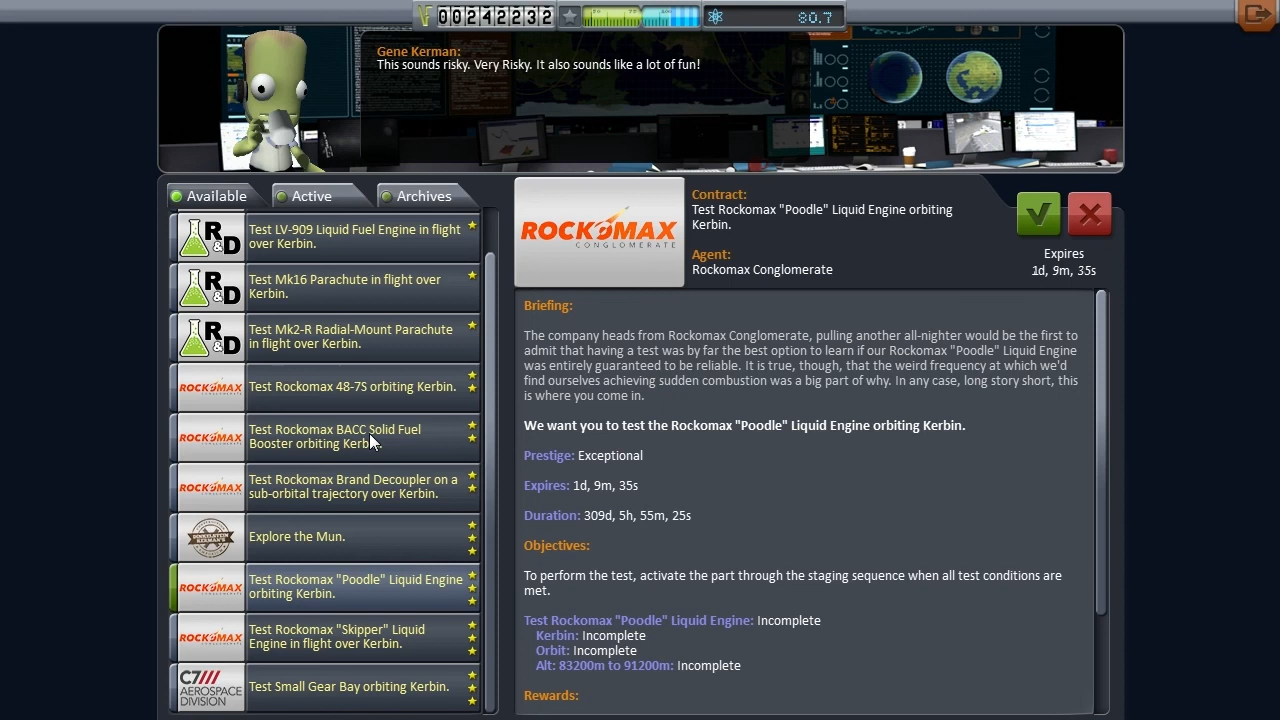 00242232
80.7
Gene Kerman:
This sounds risky. Very Risky. It also sounds like a lot of fun!
Available
Active
Archives
R&D
Test LV-909 Liquid Fuel Engine in flight
over Kerbin.
R&D
Test Mk16 Parachute in flight over
Kerbin.
R&D
Test Mk2-R Radial-Mount Parachute
in flight over Kerbin.
ROCKOMAX
Test Rockomax 48-7S orbiting Kerbin.
ROCKOMAX
Test Rockomax BACC Solid Fuel
Booster orbiting Kerbin.
ROCKOMAX
Test Rockomax Brand Decoupler on a
sub-orbital trajectory over Kerbin.
Explore the Mun.
ROCKOMAX
Test Rockomax "Poodle" Liquid Engine
orbiting Kerbin.
ROCKOMAX
Test Rockomax "Skipper" Liquid
Engine in flight over Kerbin.
C7///
AEROSPACE
DIVISION
Test Small Gear Bay orbiting Kerbin.
ROCKOMAX
CONGLOMERATE
Contract:
Test Rockomax "Poodle" Liquid Engine orbiting
Kerbin.
Agent:
Rockomax Conglomerate
Expires
1d, 9m, 35s
Briefing:
The company heads from Rockomax Conglomerate, pulling another all-nighter would be the first to
admit that having a test was by far the best option to learn if our Rockomax "Poodle" Liquid Engine
was entirely guaranteed to be reliable. It is true, though, that the weird frequency at which we'd
find ourselves achieving sudden combustion was a big part of why. In any case, long story short, this
is where you come in.
We want you to test the Rockomax "Poodle" Liquid Engine orbiting Kerbin.
Prestige: Exceptional
Expires: 1d, 9m, 35s
Duration: 309d, 5h, 55m, 25s
Objectives:
To perform the test, activate the part through the staging sequence when all test conditions are
met.
Test Rockomax "Poodle" Liquid Engine: Incomplete
Kerbin: Incomplete
Orbit: Incomplete
Alt: 83200m to 91200m: Incomplete
Rewards: